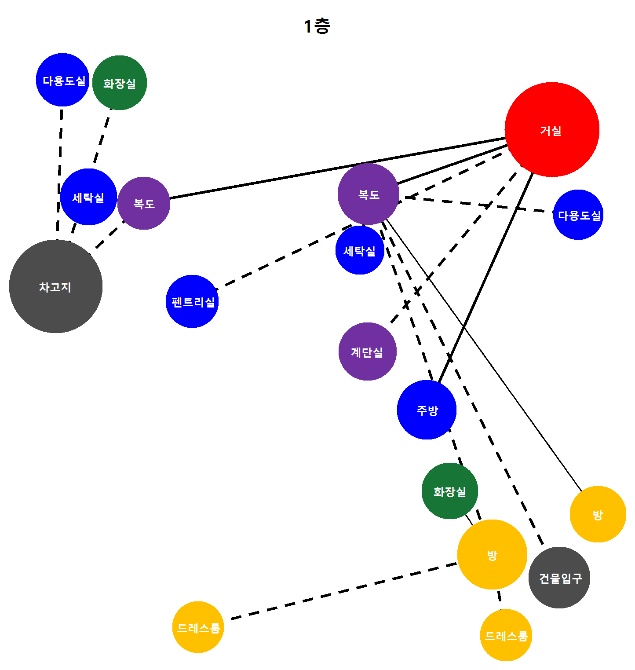 1층
다용도실
화장실
거실
세탁실
복도
복도
다용도실
세탁실
차고지
펜트리실
계단실
주방
화장실
방
방
건물입구
드레스룸
드레스룸